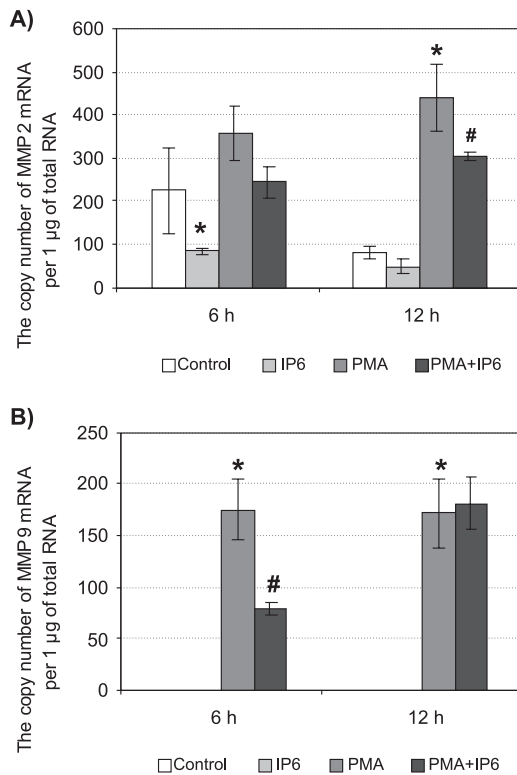 A)
The copy number of MMP2 mRNA
per 1 µg of total RNA
600
500
400
300
200
100
0
*
*
#
6 h
12 h
Control
IP6
PMA
PMA+IP6
B)
The copy number of MMP9 mRNA
per 1 µg of total RNA
250
200
150
100
50
0
*
#
*
6 h
12 h
Control
IP6
PMA
PMA+IP6